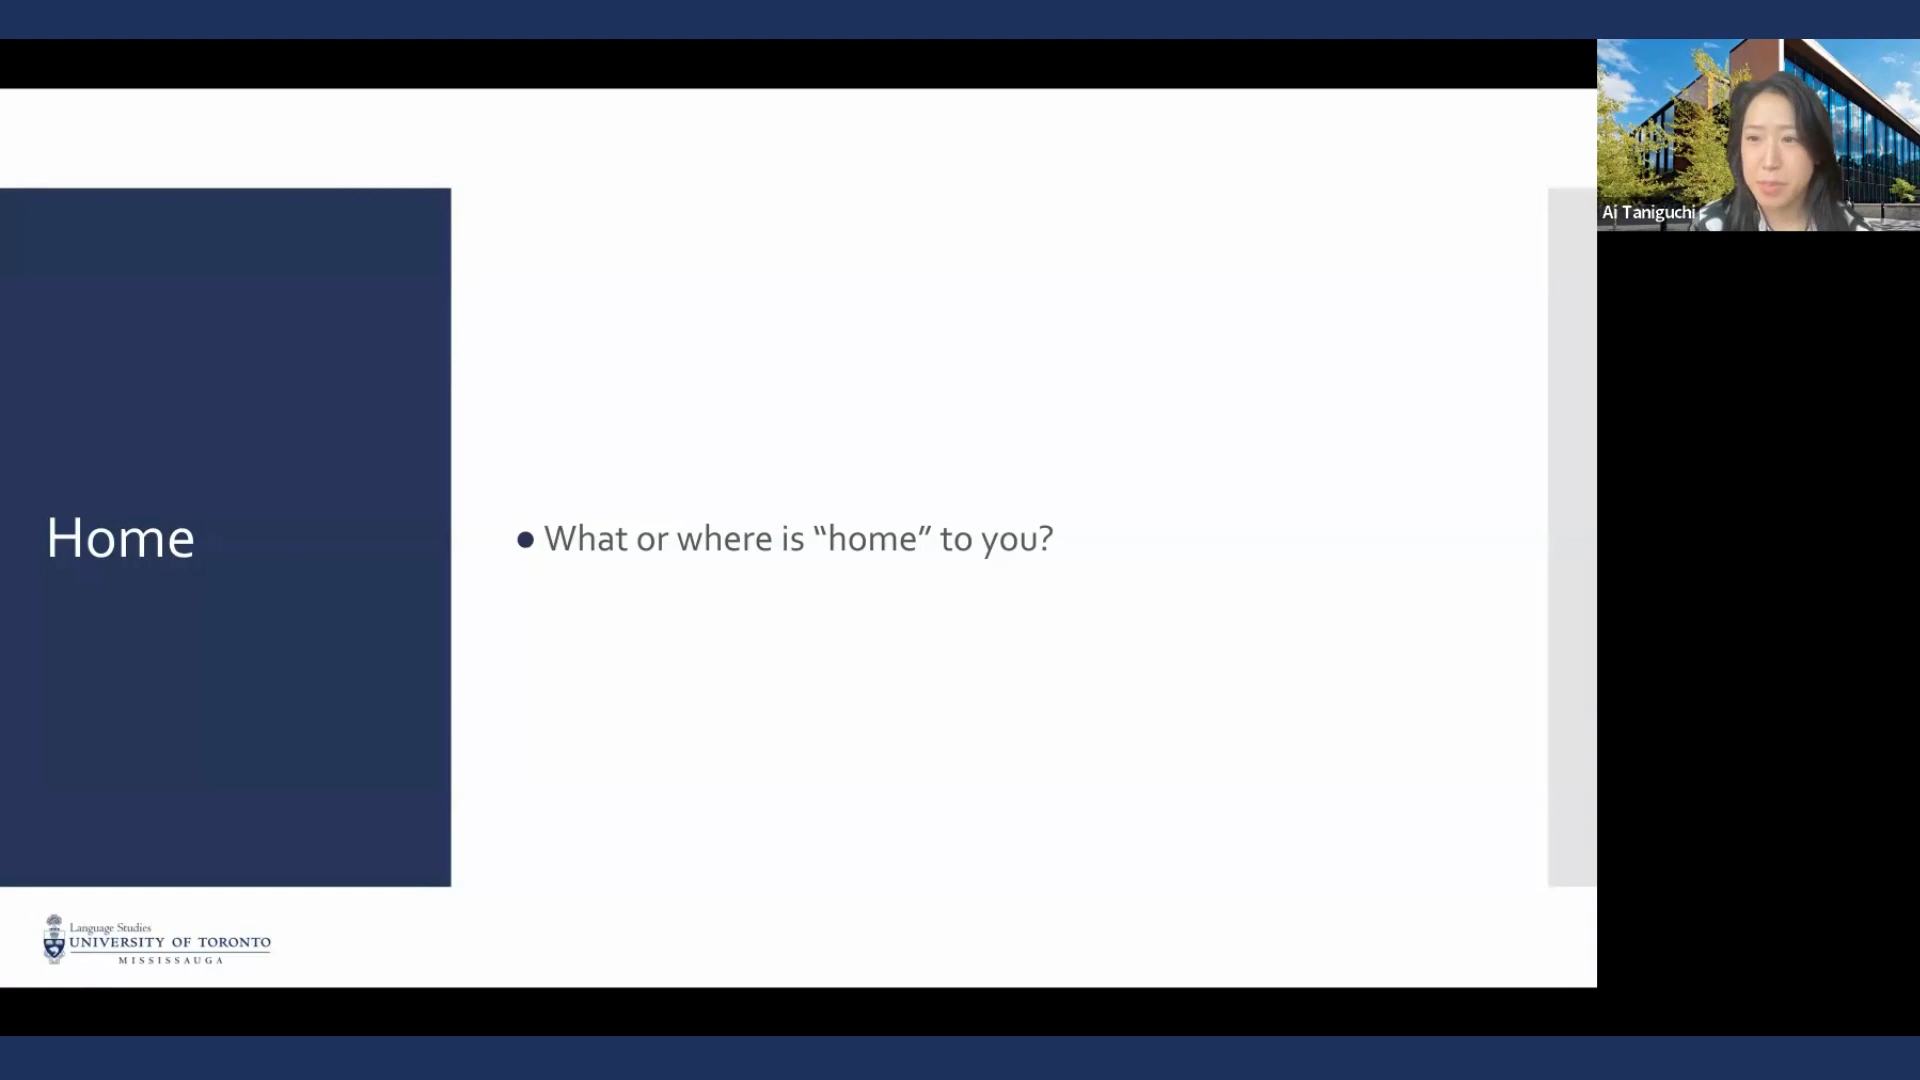 Ai Taniguchi
Home
● What or where is “home” to you?
Language Studies
UNIVERSITY OF TORONTO
MISSISSAUGA